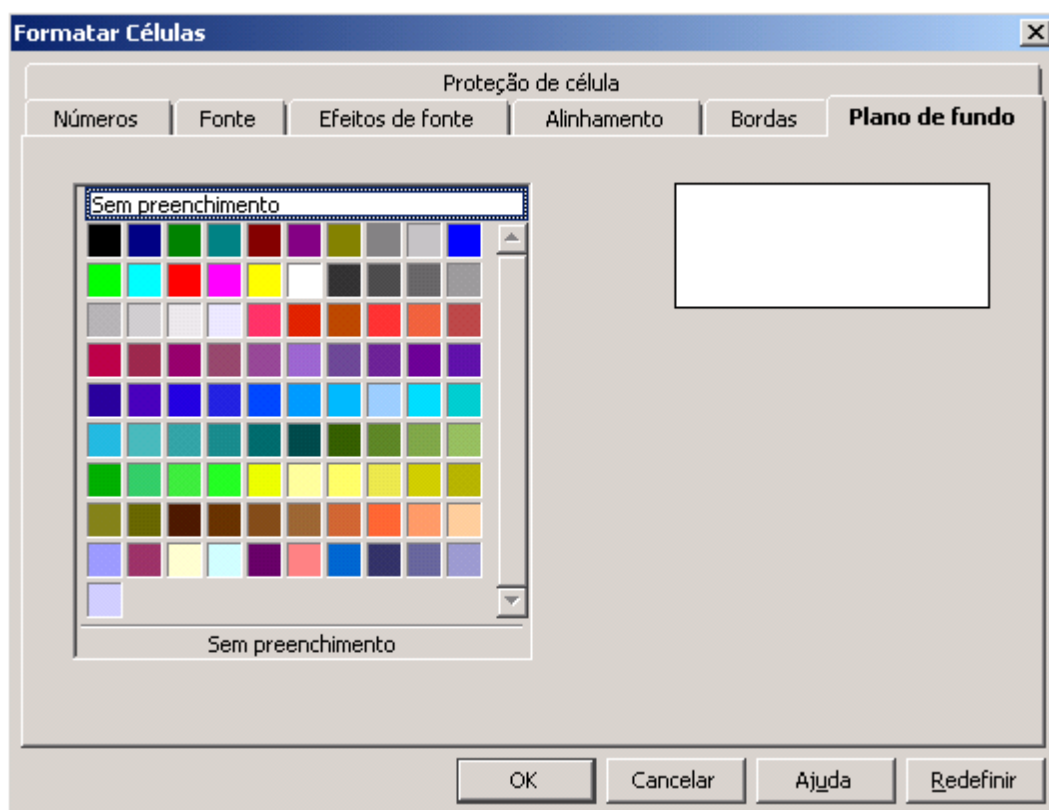 Formatar Células
Proteção de célula
Números Fonte Efeitos de fonte Alinhamento Bordas Plano de fundo
Sem preenchimento
Sem preenchimento
OK Cancelar Ajuda Redefinir